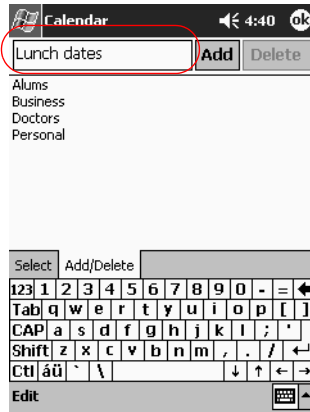 Calendar 4:40 ok
Lunch dates Add Delete
Alums
Business
Doctors
Personal
Select Add/Delete
123 1 2 3 4 5 6 7 8 9 0 - =
Tab q w e r t y u i o p [ ]
CAP a s d f g h j k l ; '
Shift z x c v b n m , . /
Ctl áü ` \
Edit